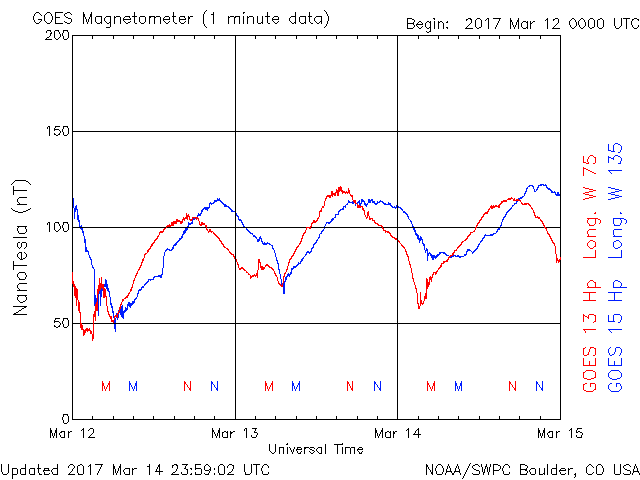 GOES Magnetometer (1 minute data)
Begin: 2017 Mar 12 0000 UTC
200
150
100
50
0
NanoTesla (nT)
M M N N M M N N M M N N
Mar 12 Mar 13 Mar 14 Mar 15
Universal Time
GOES 13 Hp Long. W 75
GOES 15 Hp Long. W 135
Updated 2017 Mar 14 23:59:02 UTC
NOAA/SWPC Boulder, CO USA